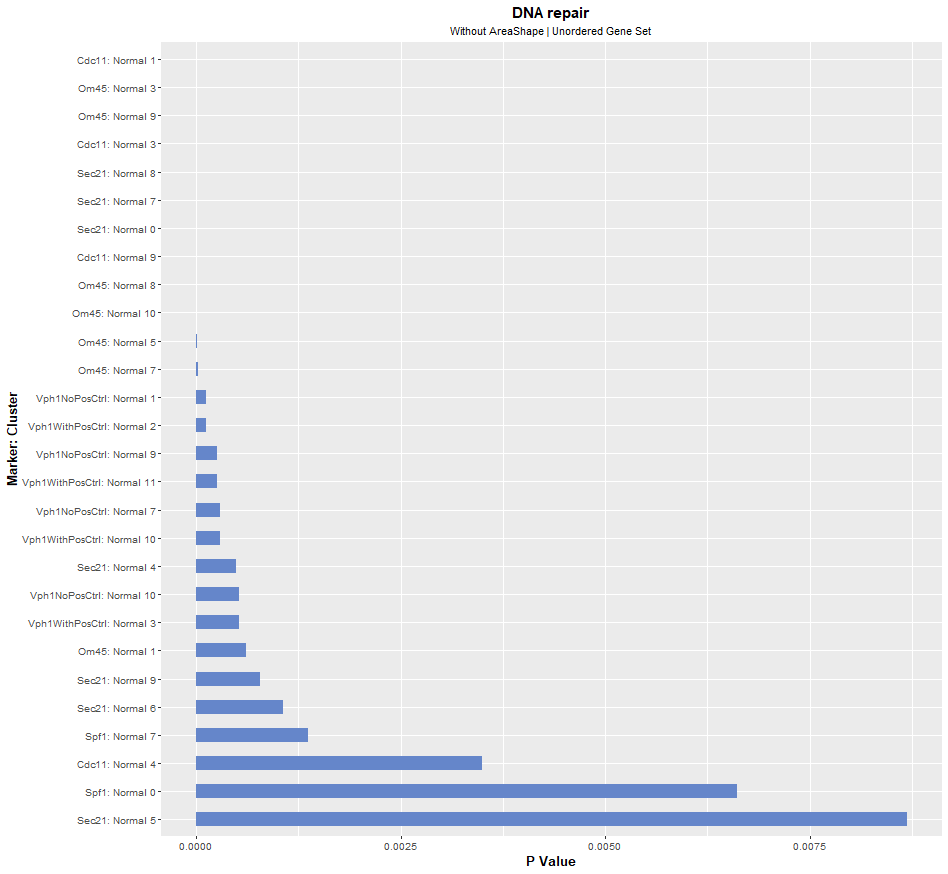 DNA repair
Without AreaShape | Unordered Gene Set
Marker: Cluster
Cdc11: Normal 1
Om45: Normal 3
Om45: Normal 9
Cdc11: Normal 3
Sec21: Normal 8
Sec21: Normal 7
Sec21: Normal 0
Cdc11: Normal 9
Om45: Normal 8
Om45: Normal 10
Om45: Normal 5
Om45: Normal 7
Vph1NoPosCtrl: Normal 1
Vph1WithPosCtrl: Normal 2
Vph1NoPosCtrl: Normal 9
Vph1WithPosCtrl: Normal 11
Vph1NoPosCtrl: Normal 7
Vph1WithPosCtrl: Normal 10
Sec21: Normal 4
Vph1NoPosCtrl: Normal 10
Vph1WithPosCtrl: Normal 3
Om45: Normal 1
Sec21: Normal 9
Sec21: Normal 6
Spf1: Normal 7
Cdc11: Normal 4
Spf1: Normal 0
Sec21: Normal 5
0.0000 0.0025 0.0050 0.0075
P Value